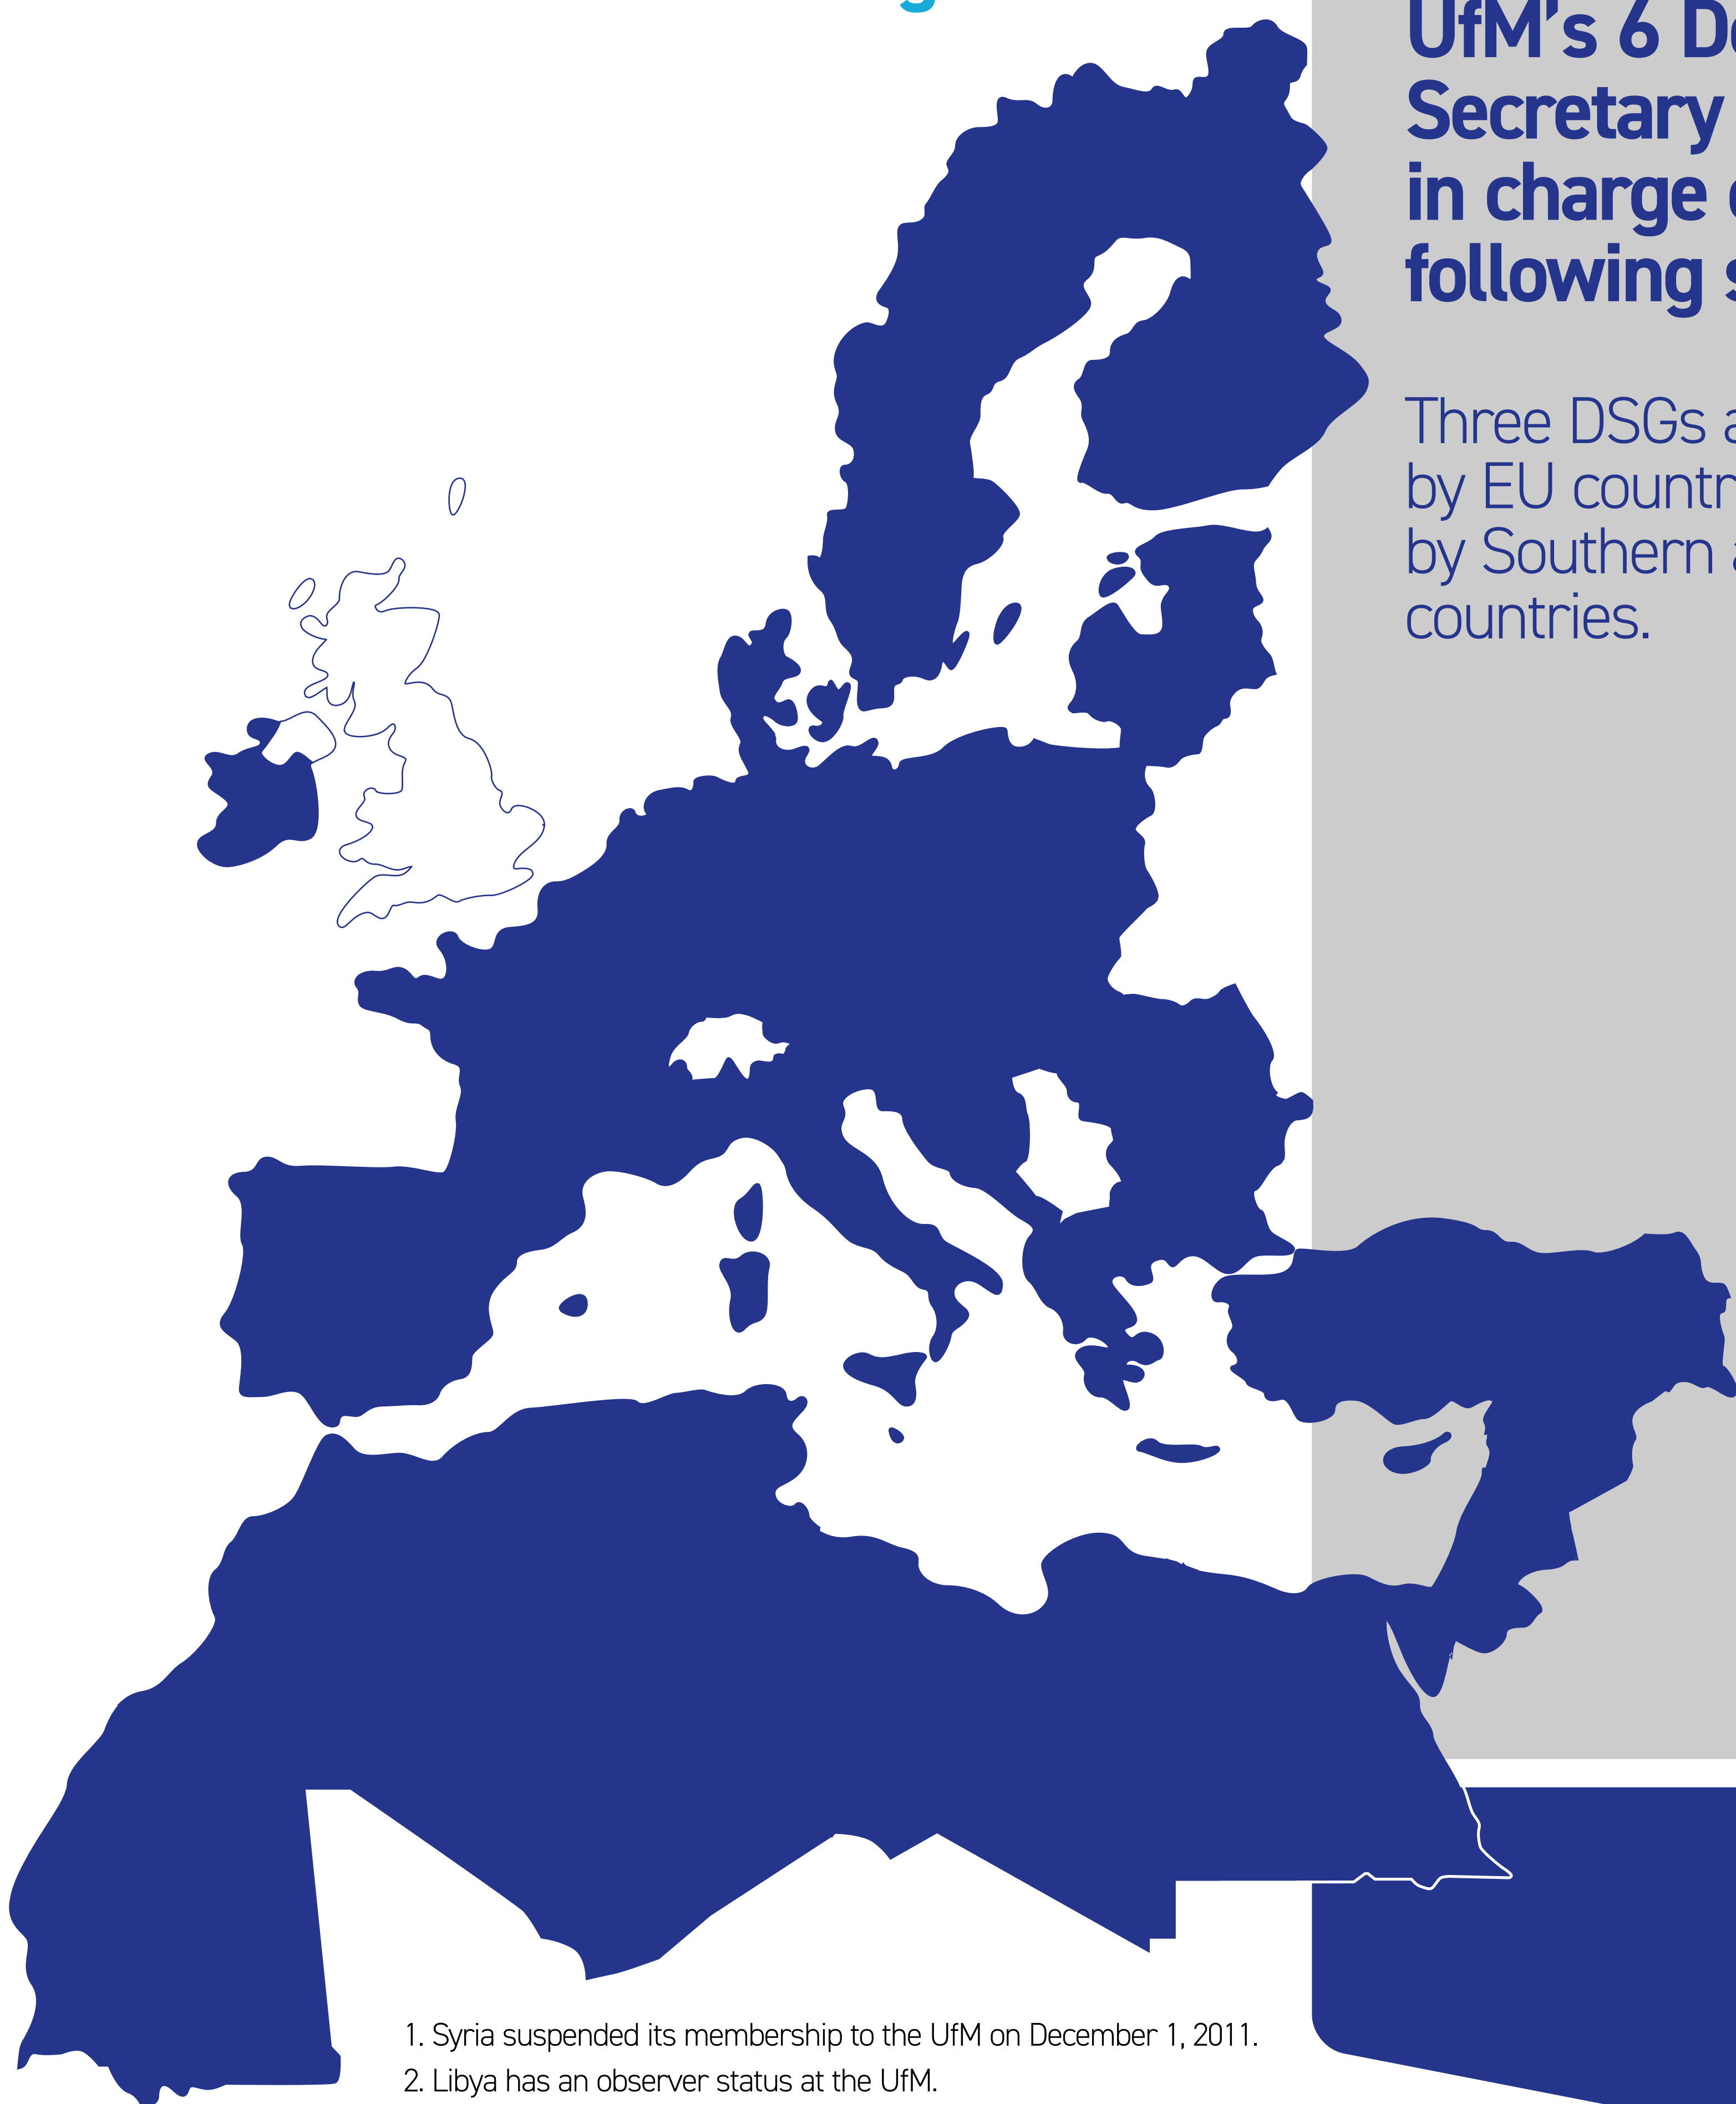 UfM's 6 D
Secretary
in charge
following
Three DSGs
by EU countr
by Southern
countries.
1. Syria suspended its membership to the UfM on December 1, 2011.
2. Libya has an observer status at the UfM.